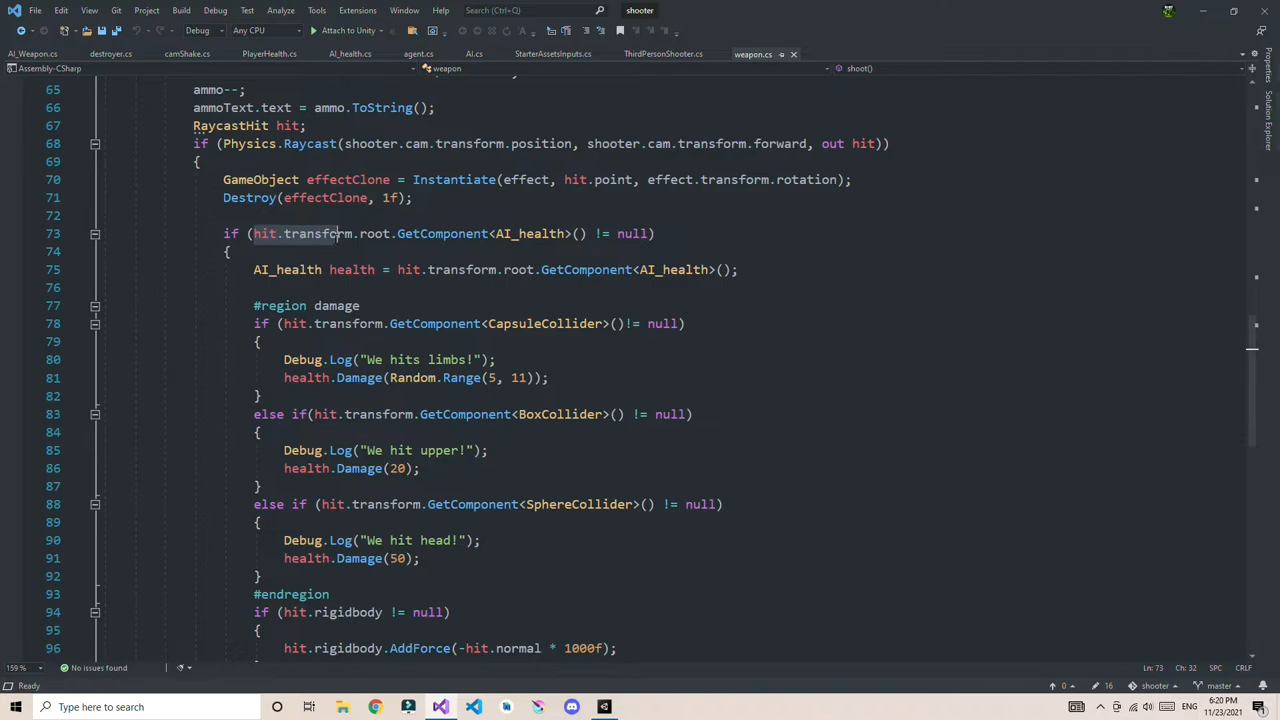 File Edit View Git Project Build Debug Test Analyze Tools Extensions Window Help Search (Ctrl+Q) shooter
Debug Any CPU Attach to Unity
AI_Weapon.cs destroyer.cs camShake.cs PlayerHealth.cs AI_health.cs agent.cs AI.cs StarterAssetsInputs.cs ThirdPersonShooter.cs weapon.cs
Assembly-CSharp weapon shoot()
65 ammo--;
66 ammoText.text = ammo.ToString();
67 RaycastHit hit;
68 if (Physics.Raycast(shooter.cam.transform.position, shooter.cam.transform.forward, out hit))
69 {
70 GameObject effectClone = Instantiate(effect, hit.point, effect.transform.rotation);
71 Destroy(effectClone, 1f);
72
73 if (hit.transform.root.GetComponent<AI_health>() != null)
74 {
75 AI_health health = hit.transform.root.GetComponent<AI_health>();
76
77 #region damage
78 if (hit.transform.GetComponent<CapsuleCollider>()!= null)
79 {
80 Debug.Log("We hits limbs!");
81 health.Damage(Random.Range(5, 11));
82 }
83 else if(hit.transform.GetComponent<BoxCollider>() != null)
84 {
85 Debug.Log("We hit upper!");
86 health.Damage(20);
87 }
88 else if (hit.transform.GetComponent<SphereCollider>() != null)
89 {
90 Debug.Log("We hit head!");
91 health.Damage(50);
92 }
93 #endregion
94 if (hit.rigidbody != null)
95 {
96 hit.rigidbody.AddForce(-hit.normal * 1000f);
Properties
Solution Explorer
159 % No issues found Ln: 73 Ch: 32 SPC CRLF
Ready 0 16 shooter master
Type here to search ENG 6:20 PM
11/23/2021